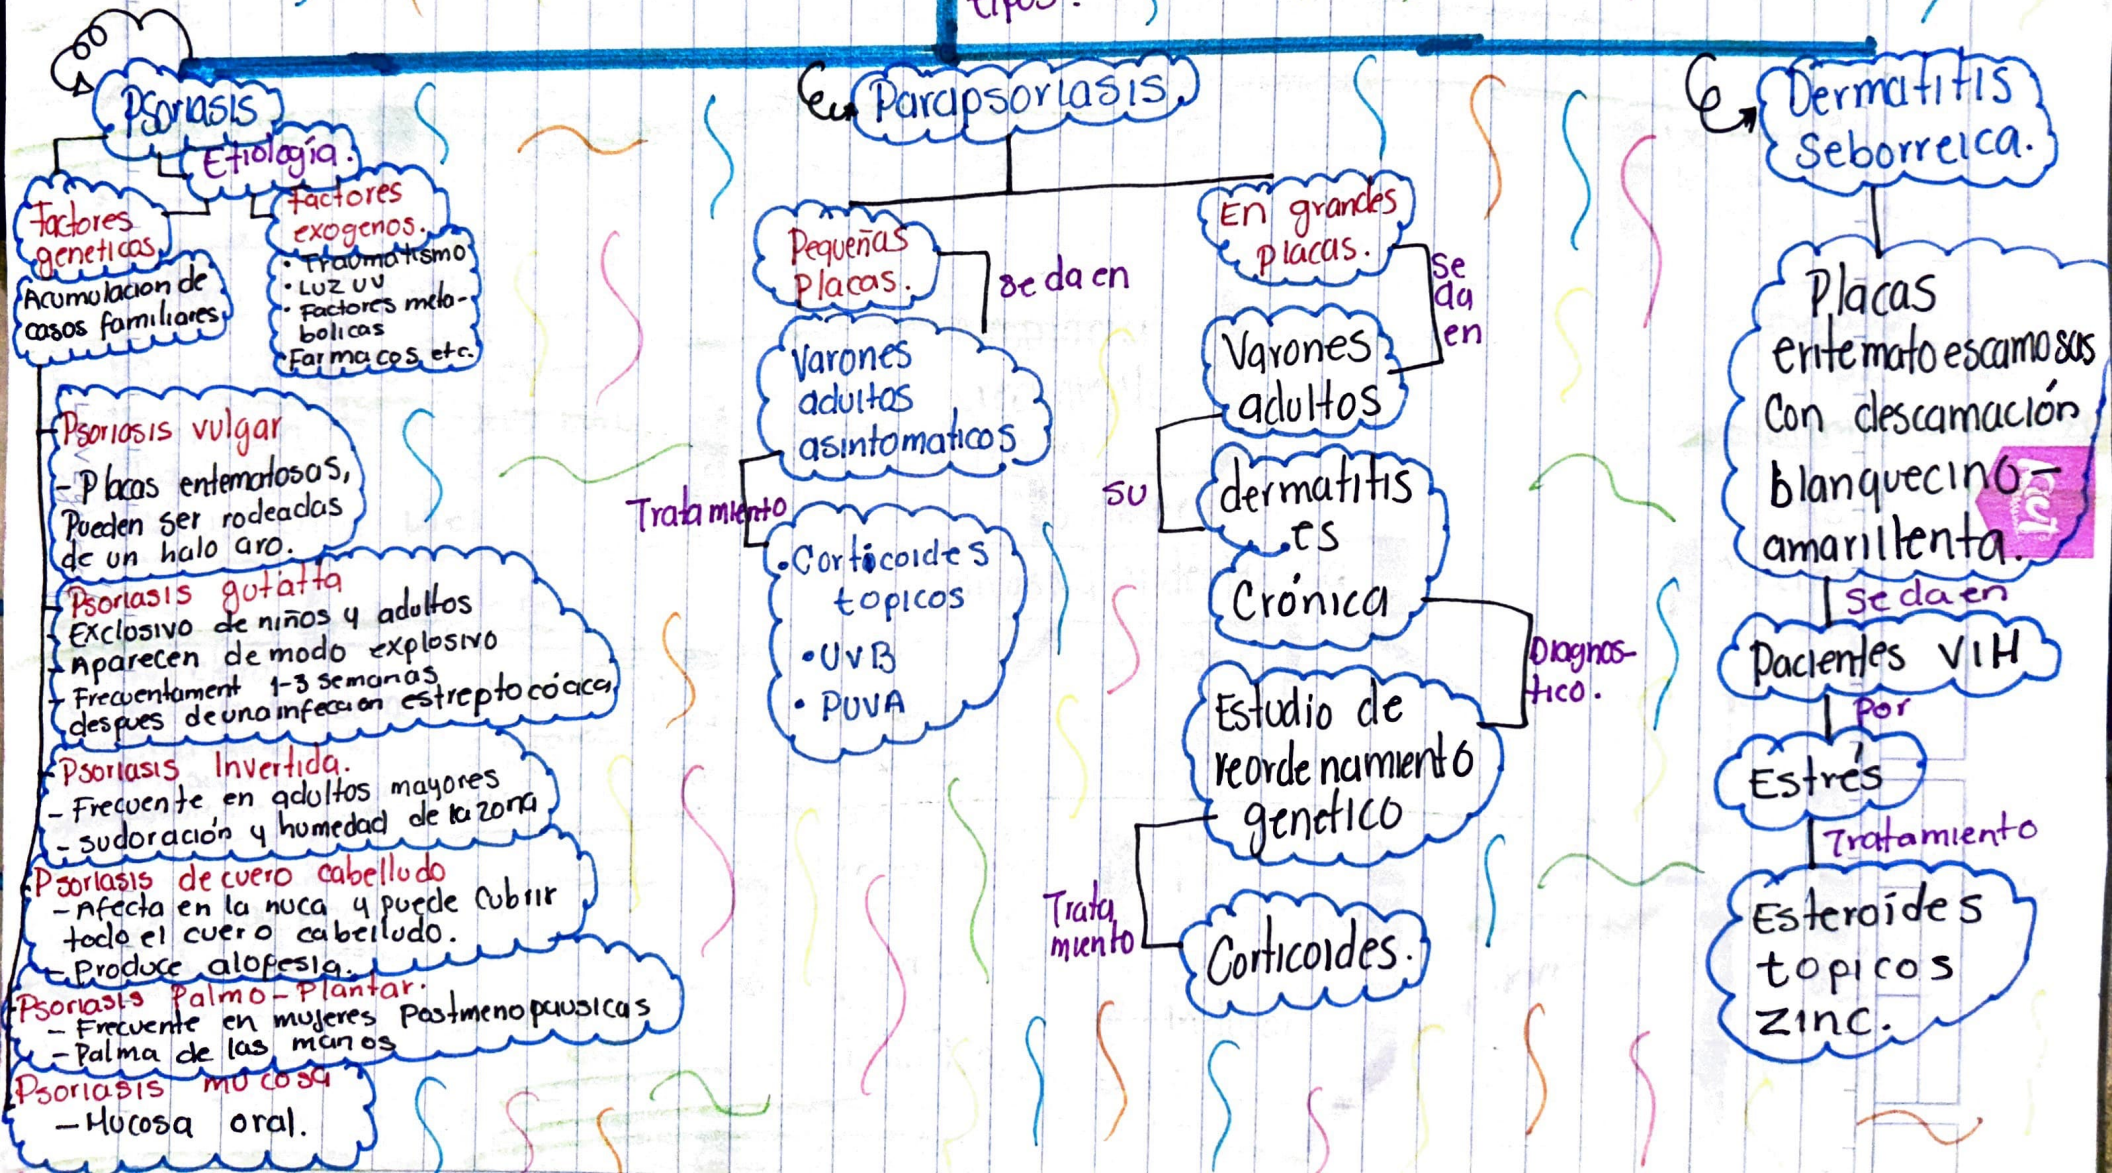 tipos.
Psoriasis
Etiología.
factores
geneticos
Acumulacion de
casos familiares
factores
exogenos.
• Traumatismo
• LUZ UV
• Factores meta-
bolicas
• Farmacos, etc.
Psoriasis vulgar
- Placas eritematosas,
Pueden ser rodeadas
de un halo aro.
Psoriasis gutatta
Exclosivo de niños y adultos
- Aparecen de modo explosivo
- Frecuentament 1-3 semanas
despues de una infeccion estreptocócica
Psoriasis Invertida.
- Frecuente en adultos mayores
- sudoración y humedad de la zona
Psoriasis de cuero cabelludo
- Afecta en la nuca y puede cubrir
todo el cuero cabelludo.
- Produce alopesia.
Psoriasis Palmo-Plantar.
- Frecuente en mujeres Postmenopausicas
- Palma de las manos
Psoriasis mucosa
- Mucosa oral.
Parapsoriasis
Pequeñas
Placas.
se da en
Varones
adultos
asintomaticos
Tratamiento
• Corticoides
topicos
• UVB
• PUVA
En grandes
placas.
Se
da
en
Varones
adultos
su
dermatitis
es
Crónica
Diagnos-
tico.
Estudio de
reordenamiento
genetico
Trata
miento
Corticoides.
Dermatitis
Seborreica.
Placas
eritematoescamosas
Con descamación
blanquecino-
amarillenta.
Se da en
Pacientes VIH
Por
Estrés
Tratamiento
Esteroides
topicos
zinc.